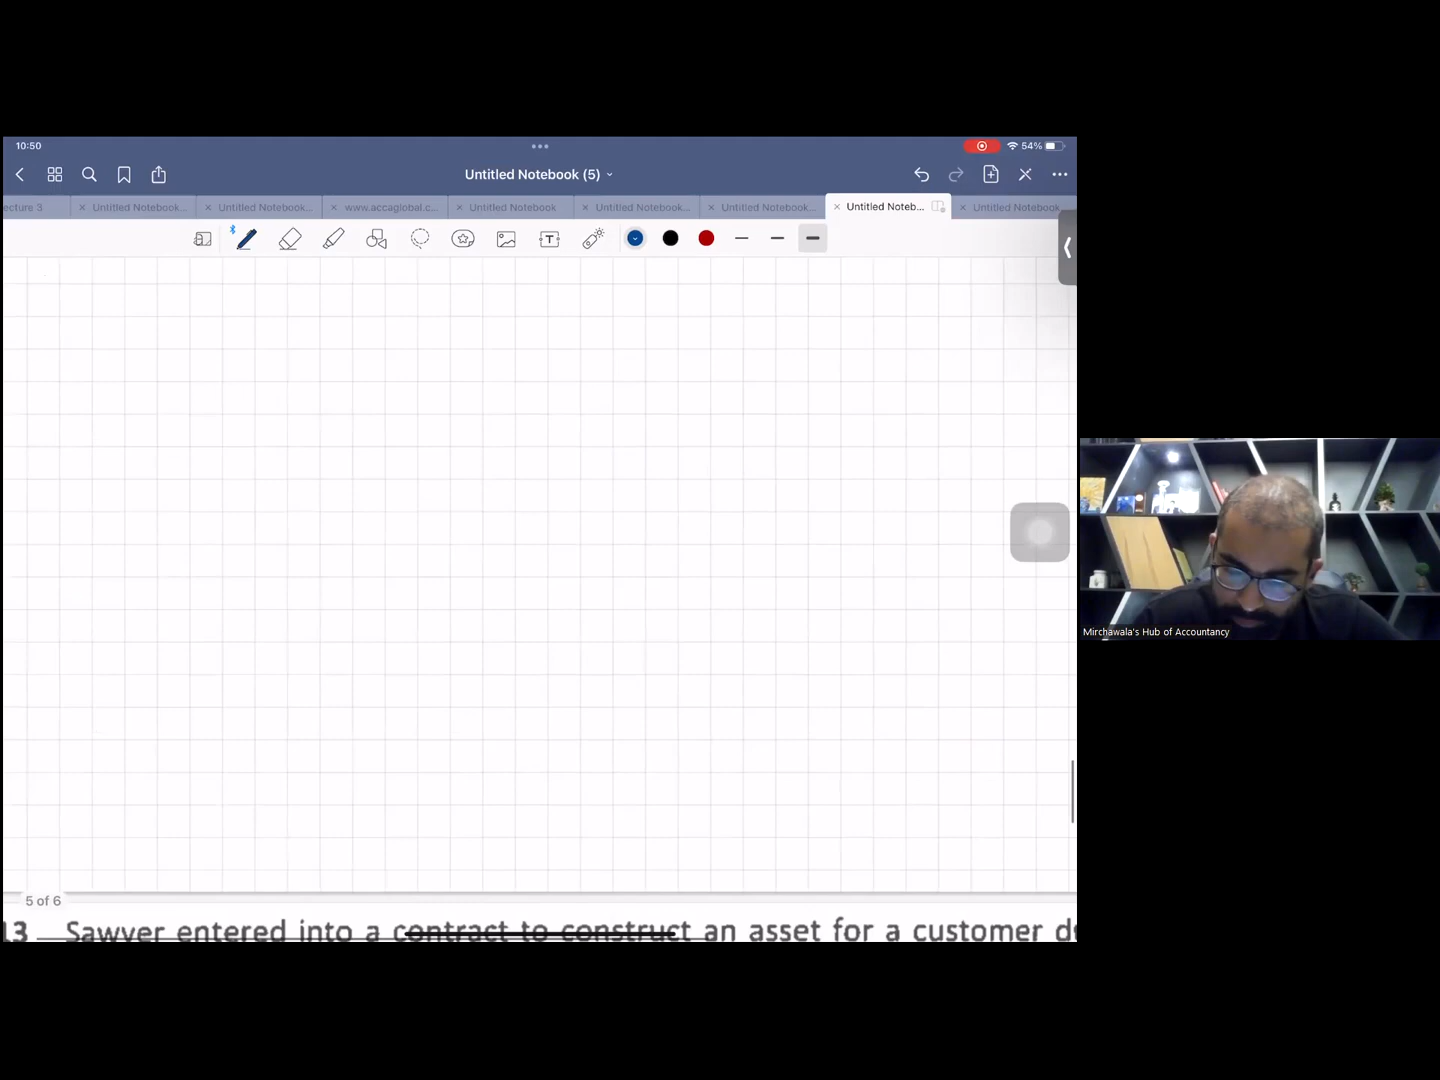 10:50
54%
Untitled Notebook (5)
ecture 3
Untitled Notebook...
Untitled Notebook...
www.accaglobal.c...
Untitled Notebook
Untitled Notebook...
Untitled Notebook...
Untitled Noteb...
Untitled Notebook
T
5 of 6
13 Sawyer entered into a contract to construct an asset for a customer
Mirchawala's Hub of Accountancy